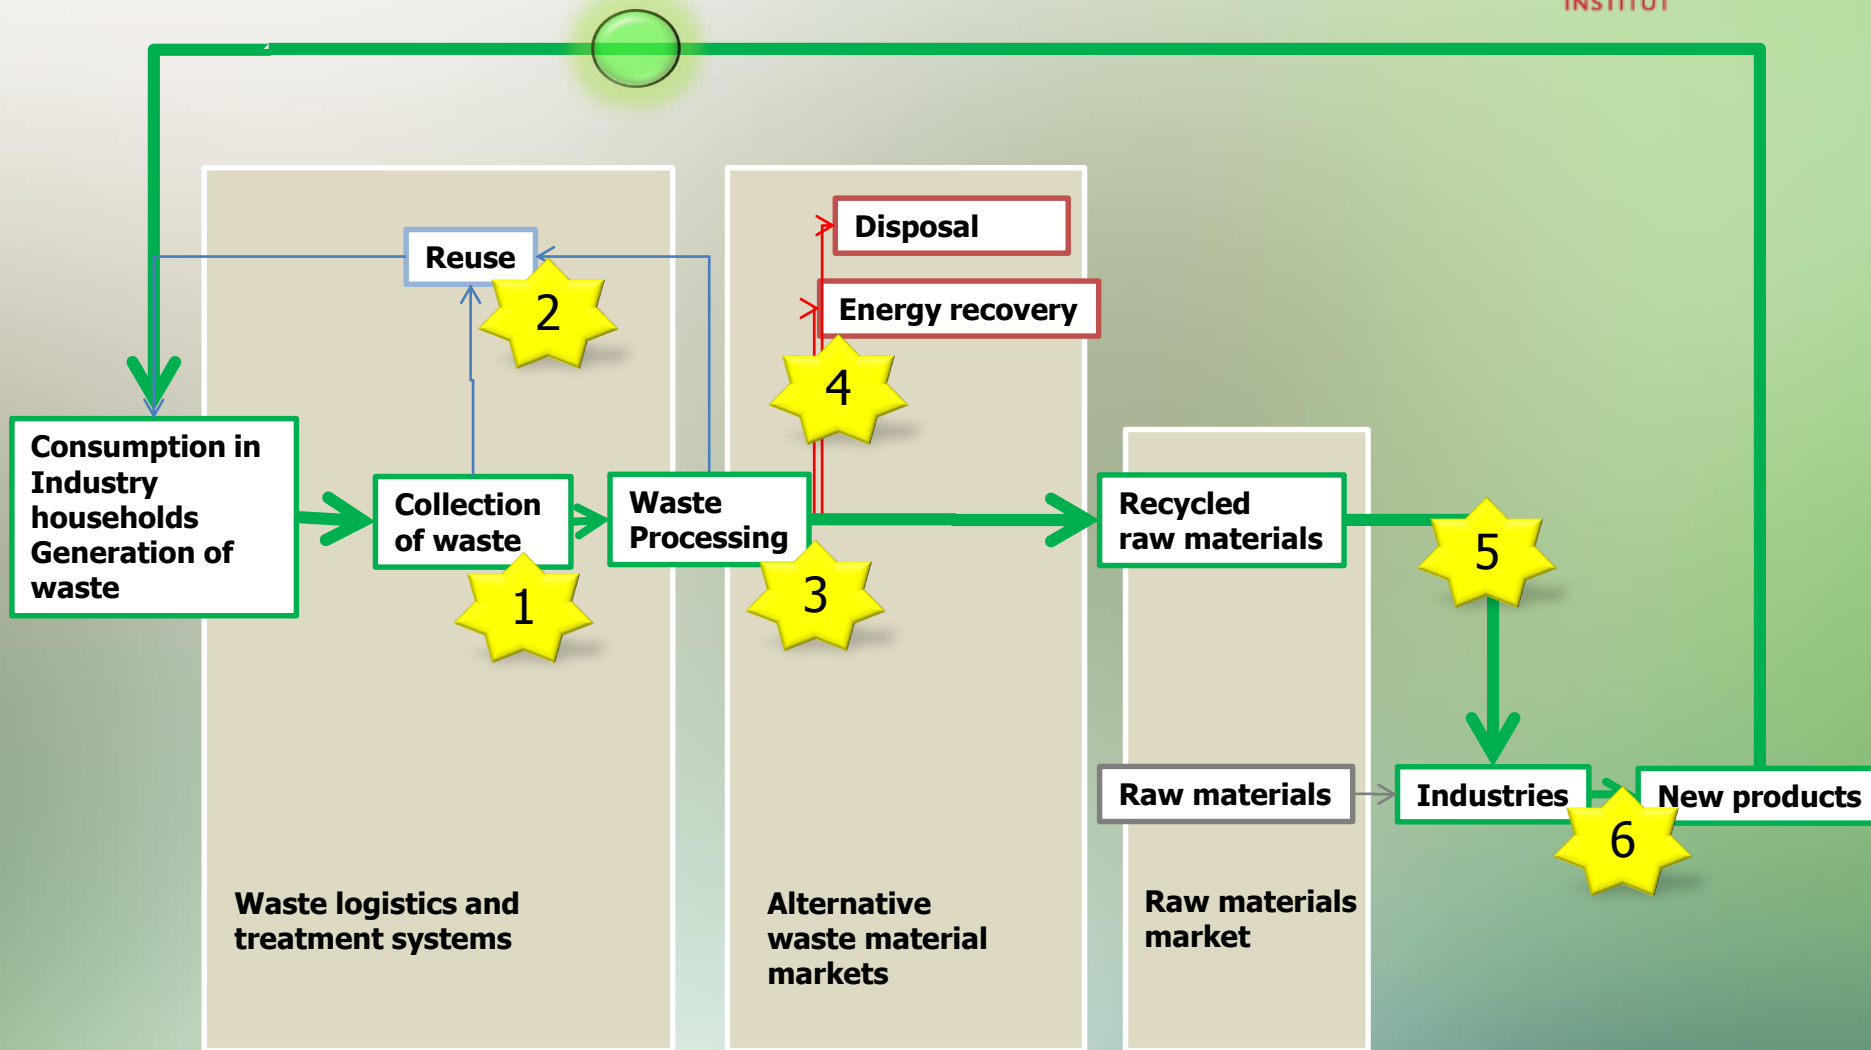 INSTITUT
Disposal
Reuse
Energy recovery
2
4
Consumption in
Industry
households
Generation of
waste
Collection
of waste
Waste
Processing
Recycled
raw materials
1
3
5
Raw materials
Industries
New products
6
Waste logistics and
treatment systems
Alternative
waste material
markets
Raw materials
market